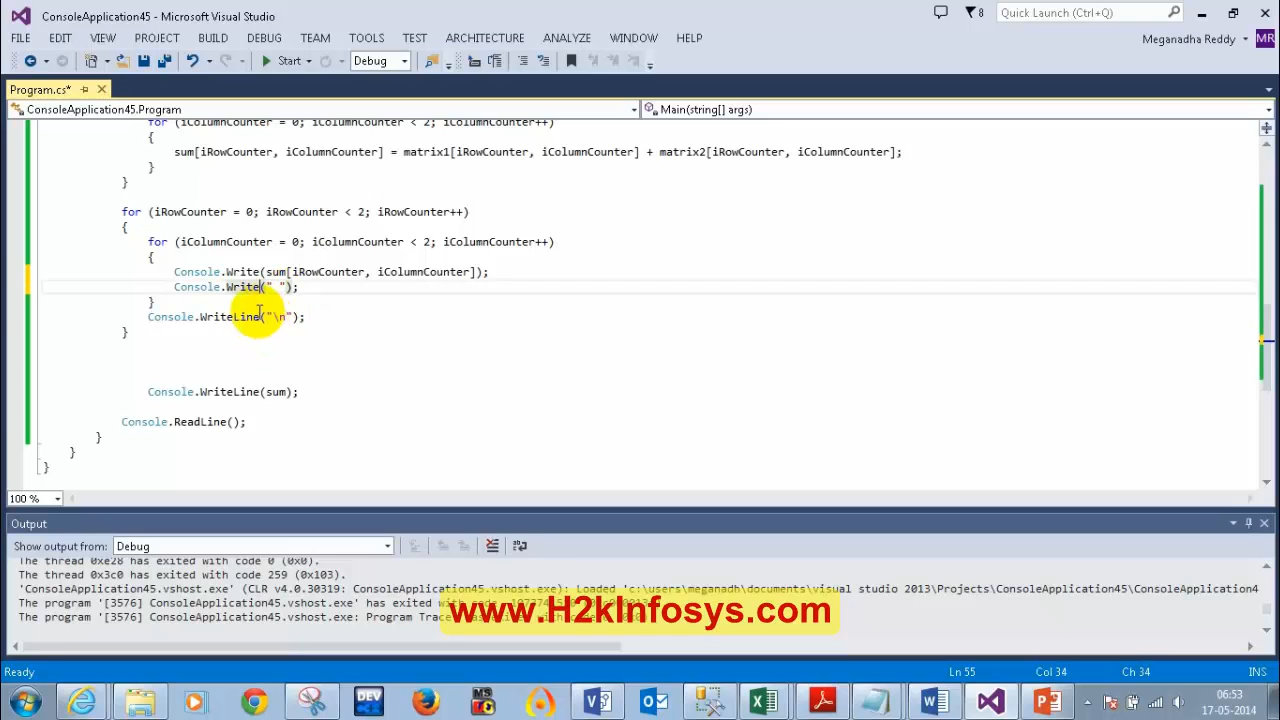 ConsoleApplication45 - Microsoft Visual Studio
8
Quick Launch (Ctrl+Q)
FILE EDIT VIEW PROJECT BUILD DEBUG TEAM TOOLS TEST ARCHITECTURE ANALYZE WINDOW HELP
Meganadha Reddy MR
Start Debug
Program.cs*
ConsoleApplication45.Program
Main(string[] args)
for (iColumnCounter = 0; iColumnCounter < 2; iColumnCounter++)
{
sum[iRowCounter, iColumnCounter] = matrix1[iRowCounter, iColumnCounter] + matrix2[iRowCounter, iColumnCounter];
}
}
for (iRowCounter = 0; iRowCounter < 2; iRowCounter++)
{
for (iColumnCounter = 0; iColumnCounter < 2; iColumnCounter++)
{
Console.Write(sum[iRowCounter, iColumnCounter]);
Console.Write(" ");
}
Console.WriteLine("\n");
}
Console.WriteLine(sum);
Console.ReadLine();
}
}
}
100 %
Output
Show output from: Debug
The thread 0xe28 has exited with code 0 (0x0).
The thread 0x3c0 has exited with code 259 (0x103).
'ConsoleApplication45.vshost.exe' (CLR v4.0.30319: ConsoleApplication45.vshost.exe): Loaded 'c:\users\meganadh\documents\visual studio 2013\Projects\ConsoleApplication45\ConsoleApplication4
The program '[3576] ConsoleApplication45.vshost.exe' has exited
The program '[3576] ConsoleApplication45.vshost.exe: Program Trace
www.H2kInfosys.com
Ready
Ln 55 Col 34 Ch 34 INS
DEV
MS
06:53
17-05-2014